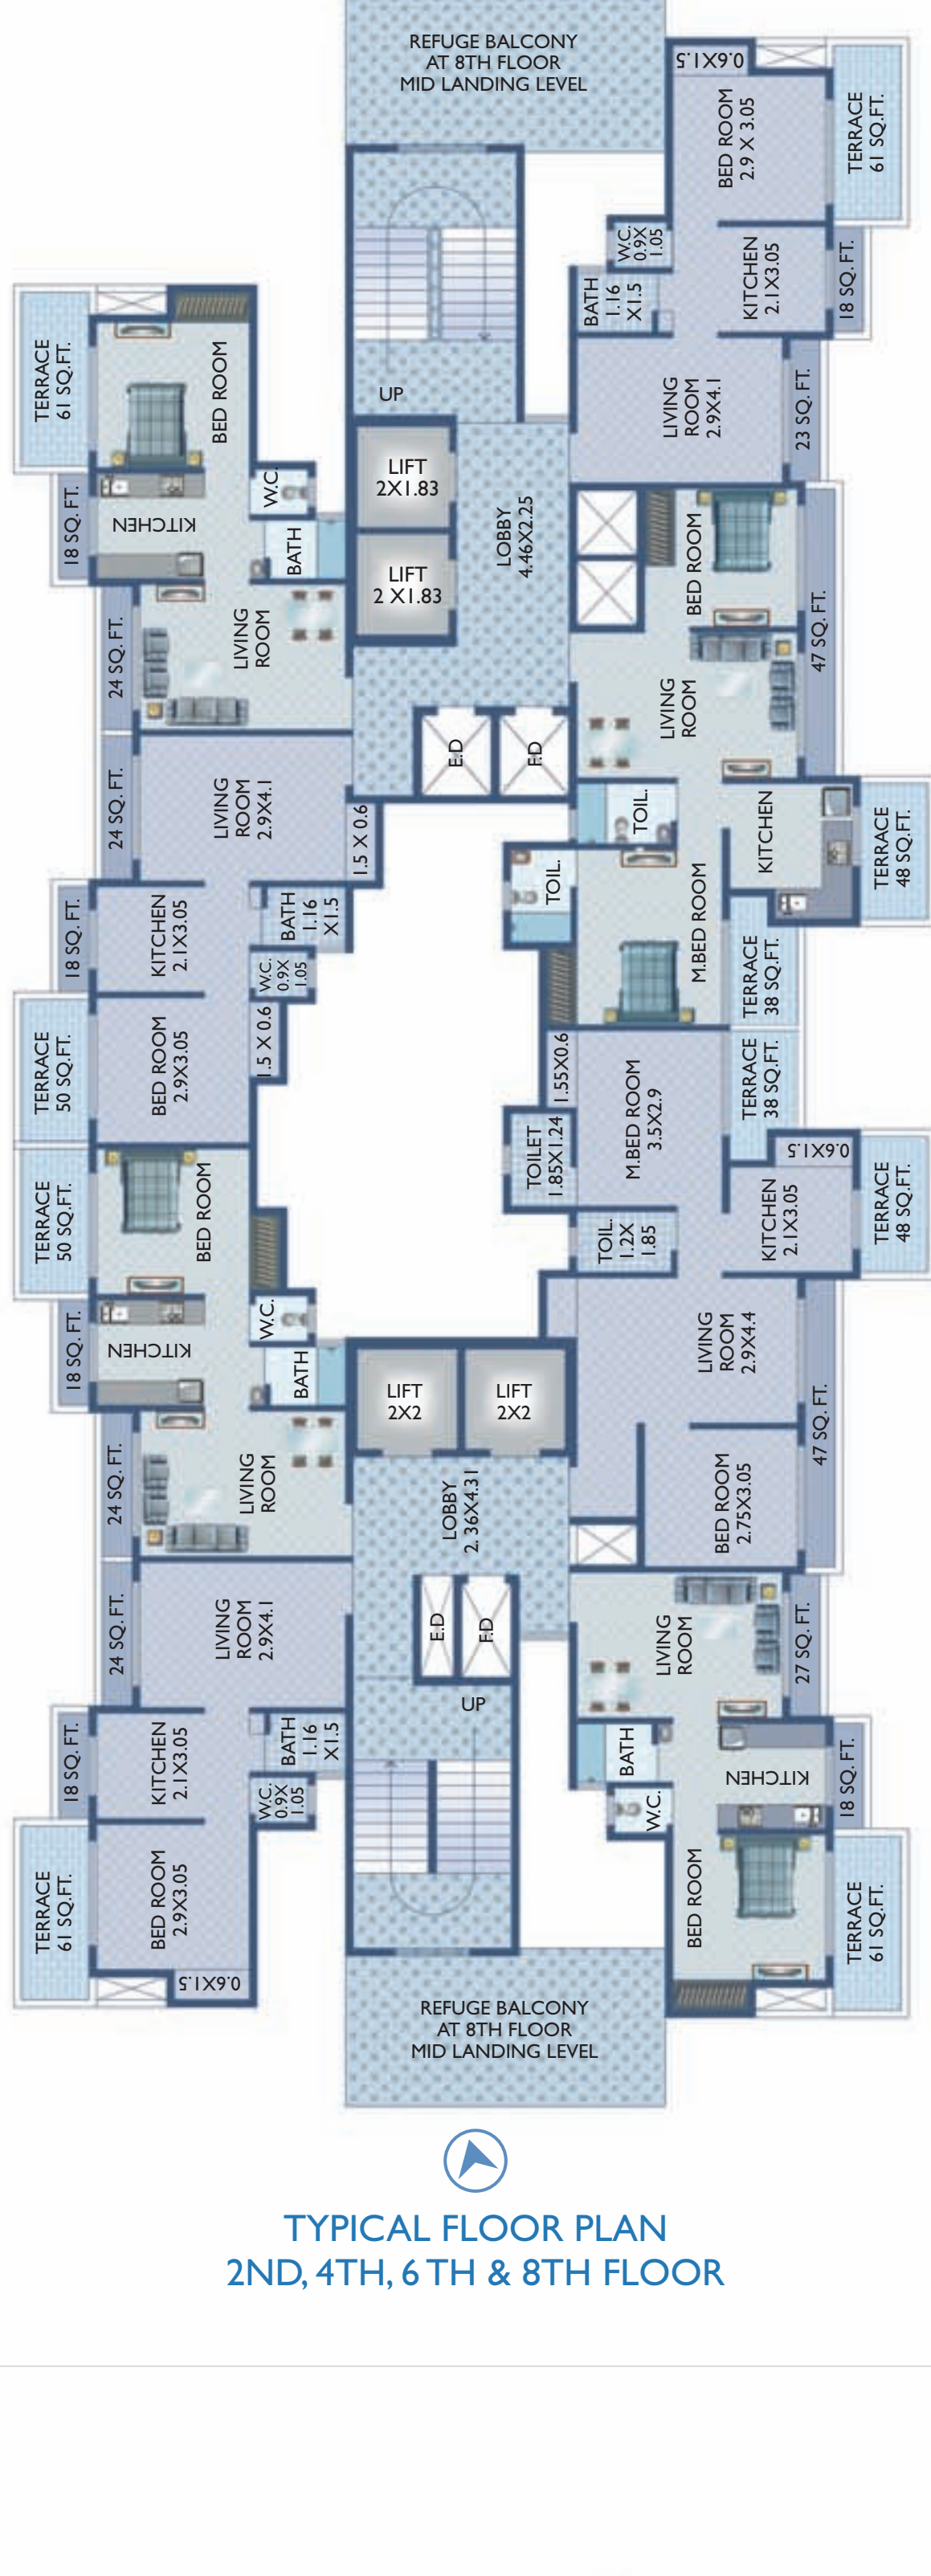 REFUGE BALCONY
AT 8TH FLOOR
MID LANDING LEVEL
0.6X1.5
BED ROOM
2.9 X 3.05
TERRACE
61 SQ.FT.
W.C.
0.9X
1.05
BATH
1.16
X1.5
KITCHEN
2.1X3.05
18 SQ. FT.
UP
LIVING
ROOM
2.9X4.1
23 SQ. FT.
TERRACE
61 SQ.FT.
BED ROOM
18 SQ. FT.
KITCHEN
W.C.
BATH
LIFT
2X1.83
LIFT
2 X1.83
LOBBY
4.46X2.25
BED ROOM
47 SQ. FT.
24 SQ. FT.
LIVING
ROOM
LIVING
ROOM
E.D
F.D
24 SQ. FT.
LIVING
ROOM
2.9X4.1
1.5 X 0.6
TOIL.
KITCHEN
TERRACE
48 SQ.FT.
TOIL.
M.BED ROOM
TERRACE
38 SQ.FT.
18 SQ. FT.
KITCHEN
2.1X3.05
BATH
1.16
X1.5
W.C.
0.9X
1.05
TERRACE
50 SQ.FT.
BED ROOM
2.9X3.05
1.5 X 0.6
1.55X0.6
M.BED ROOM
3.5X2.9
TERRACE
38 SQ.FT.
TOILET
1.85X1.24
0.6X1.5
TERRACE
50 SQ.FT.
BED ROOM
TOIL.
1.2X
1.85
KITCHEN
2.1X3.05
TERRACE
48 SQ.FT.
18 SQ. FT.
KITCHEN
W.C.
BATH
LIFT
2X2
LIFT
2X2
LIVING
ROOM
2.9X4.4
47 SQ. FT.
24 SQ. FT.
LIVING
ROOM
LOBBY
2. 36X4.31
BED ROOM
2.75X3.05
24 SQ. FT.
LIVING
ROOM
2.9X4.1
E.D
F.D
LIVING
ROOM
27 SQ. FT.
UP
18 SQ. FT.
KITCHEN
2.1X3.05
BATH
1.16
X1.5
W.C.
0.9X
1.05
BATH
W.C.
KITCHEN
18 SQ. FT.
TERRACE
61 SQ.FT.
BED ROOM
2.9X3.05
0.6X1.5
BED ROOM
TERRACE
61 SQ.FT.
REFUGE BALCONY
AT 8TH FLOOR
MID LANDING LEVEL
TYPICAL FLOOR PLAN
2ND, 4TH, 6 TH & 8TH FLOOR